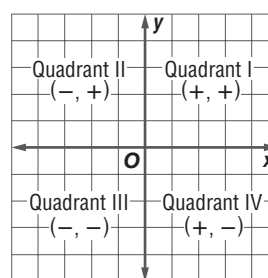 y
Quadrant II Quadrant I
(−, +) (+, +)
O x
Quadrant III Quadrant IV
(−, −) (+, −)